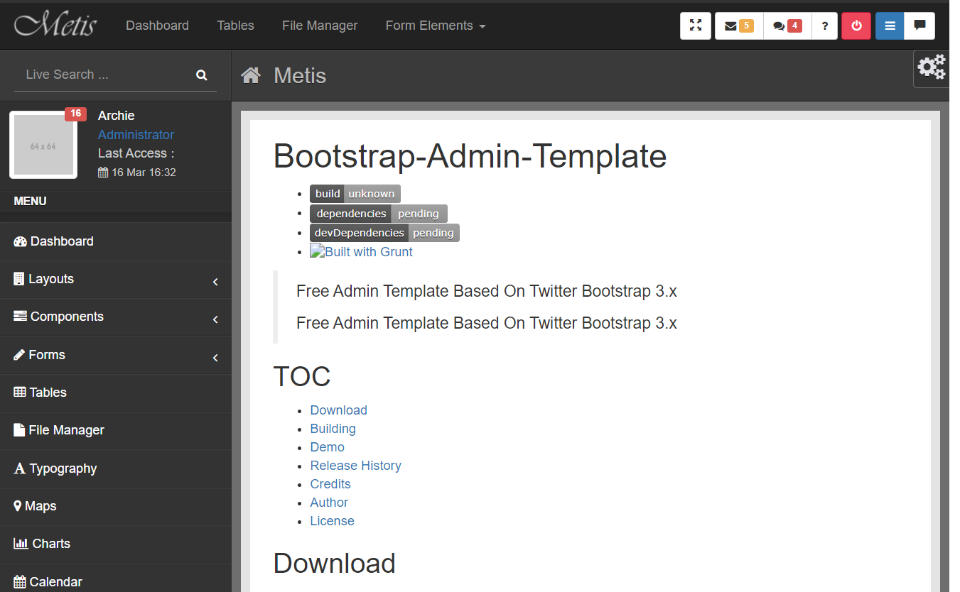 Metis Dashboard Tables File Manager Form Elements 5 4 ?
Live Search ...
Metis
16
64 x 64
Archie
Administrator
Last Access :
16 Mar 16:32
MENU
Dashboard
Layouts
Components
Forms
Tables
File Manager
Typography
Maps
Charts
Calendar
Bootstrap-Admin-Template
build unknown
dependencies pending
devDependencies pending
Built with Grunt
Free Admin Template Based On Twitter Bootstrap 3.x
Free Admin Template Based On Twitter Bootstrap 3.x
TOC
Download
Building
Demo
Release History
Credits
Author
License
Download